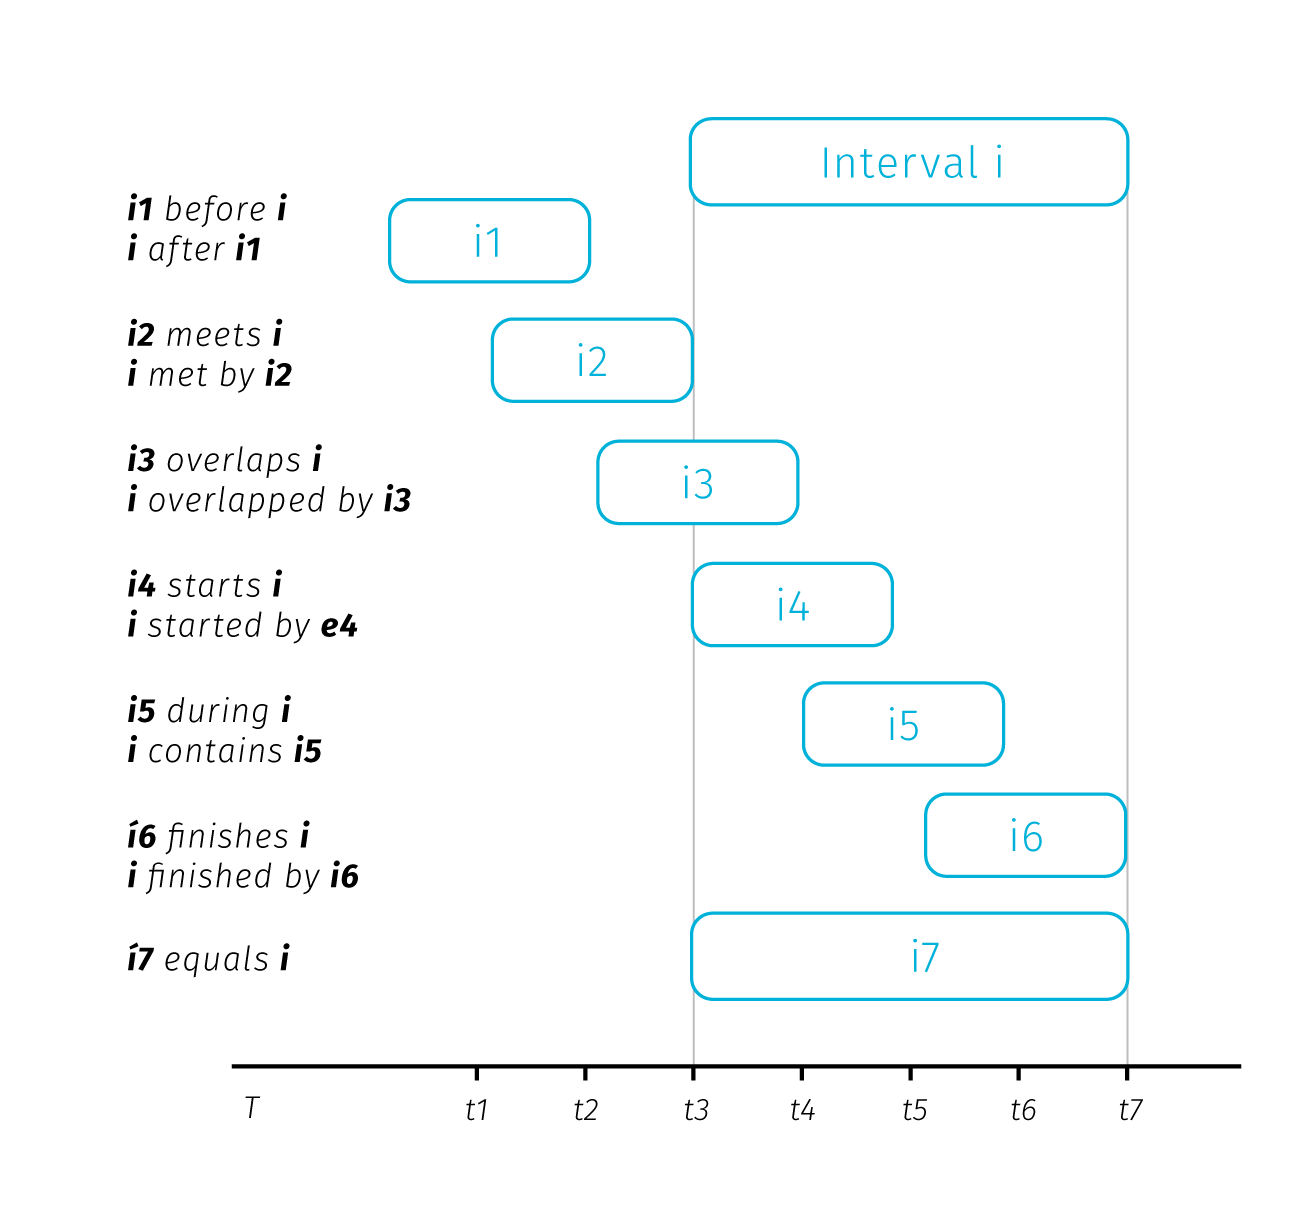 Interval i
i1 before i
i after i1
i1
i2 meets i
i met by i2
i2
i3 overlaps i
i overlapped by i3
i3
i4 starts i
i started by e4
i4
i5 during i
i contains i5
i5
í6 finishes i
i finished by i6
i6
í7 equals i
i7
T t1 t2 t3 t4 t5 t6 t7